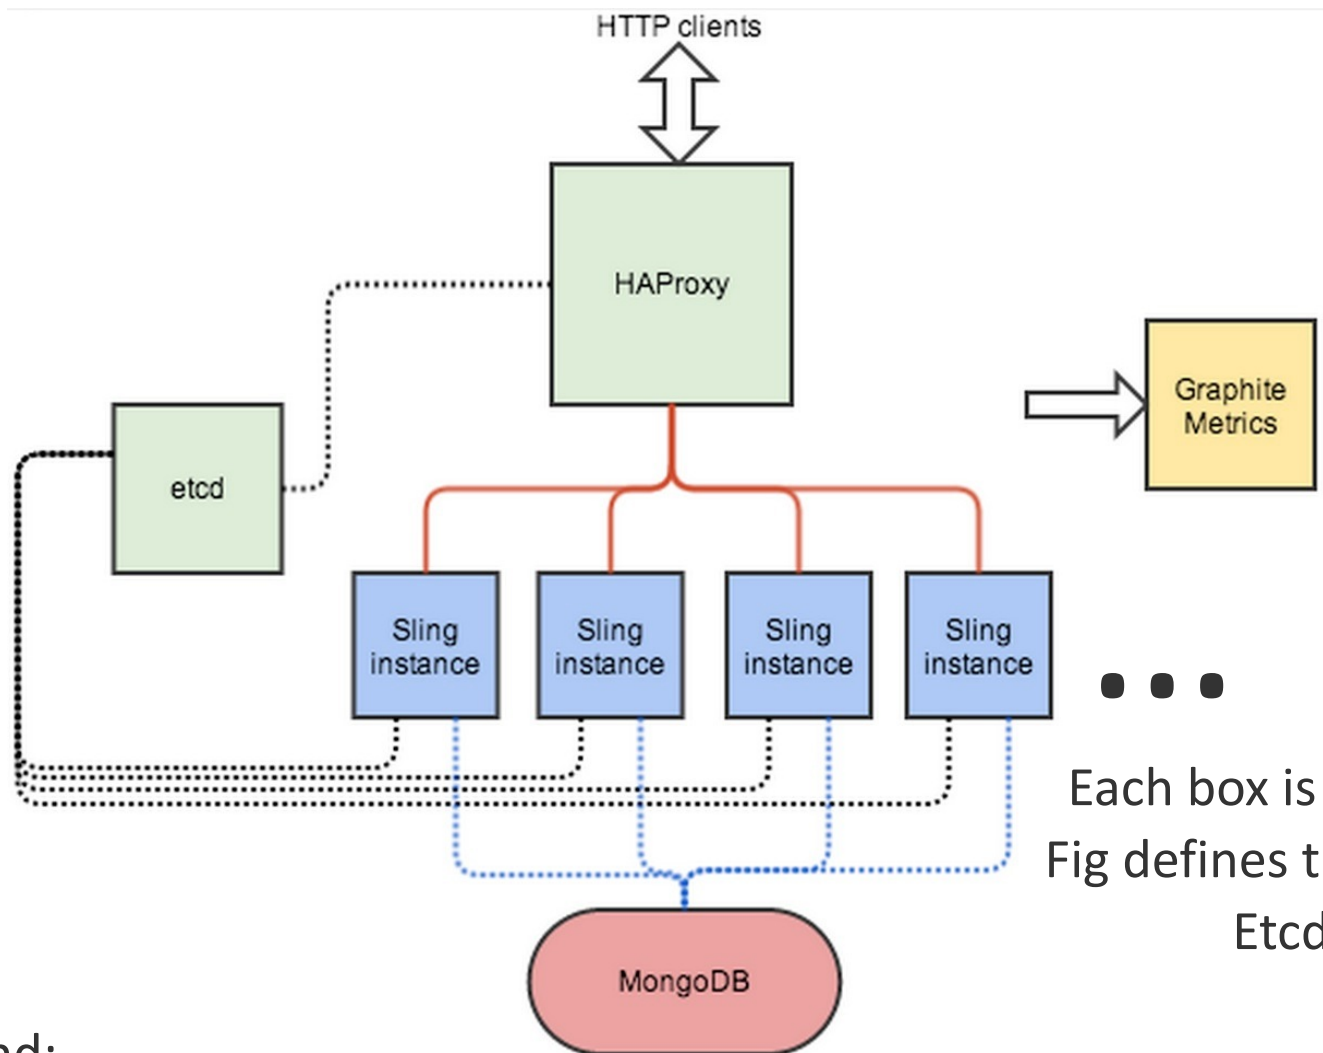 HTTP clients
HAProxy
Graphite
Metrics
etcd
Sling
instance
Sling
instance
Sling
instance
Sling
instance
Each box is
Fig defines t
Etcd
MongoDB
nd: